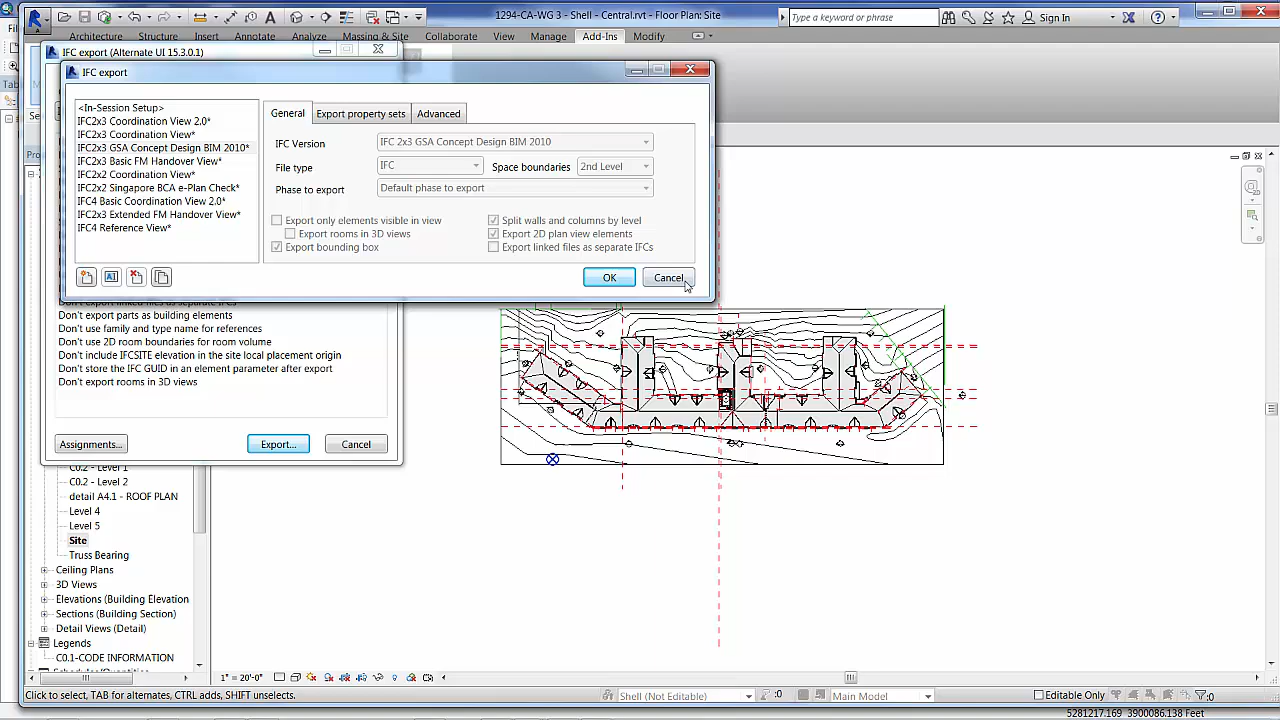 1294-CA-WG 3 - Shell - Central.rvt - Floor Plan: Site
Type a keyword or phrase
Sign In
Architecture Structure Insert Annotate Analyze Massing & Site Collaborate View Manage Add-Ins Modify
IFC export (Alternate UI 15.3.0.1)
IFC export
<In-Session Setup>
IFC2x3 Coordination View 2.0*
IFC2x3 Coordination View*
IFC2x3 GSA Concept Design BIM 2010*
IFC2x3 Basic FM Handover View*
IFC2x2 Coordination View*
IFC2x2 Singapore BCA e-Plan Check*
IFC4 Basic Coordination View 2.0*
IFC2x3 Extended FM Handover View*
IFC4 Reference View*
General Export property sets Advanced
IFC Version IFC 2x3 GSA Concept Design BIM 2010
File type IFC Space boundaries 2nd Level
Phase to export Default phase to export
Export only elements visible in view Split walls and columns by level
Export rooms in 3D views Export 2D plan view elements
Export bounding box Export linked files as separate IFCs
OK Cancel
Don't export linked files as separate IFCs
Don't export parts as building elements
Don't use family and type name for references
Don't use 2D room boundaries for room volume
Don't include IFCSITE elevation in the site local placement origin
Don't store the IFC GUID in an element parameter after export
Don't export rooms in 3D views
Assignments... Export... Cancel
C0.2 - Level 1
C0.2 - Level 2
detail A4.1 - ROOF PLAN
Level 4
Level 5
Site
Truss Bearing
Ceiling Plans
3D Views
Elevations (Building Elevation
Sections (Building Section)
Detail Views (Detail)
Legends
C0.1-CODE INFORMATION
1" = 20'-0"
Click to select, TAB for alternates, CTRL adds, SHIFT unselects.
Shell (Not Editable) :0 Main Model Editable Only :0
5281217.169 3900086.138 Feet